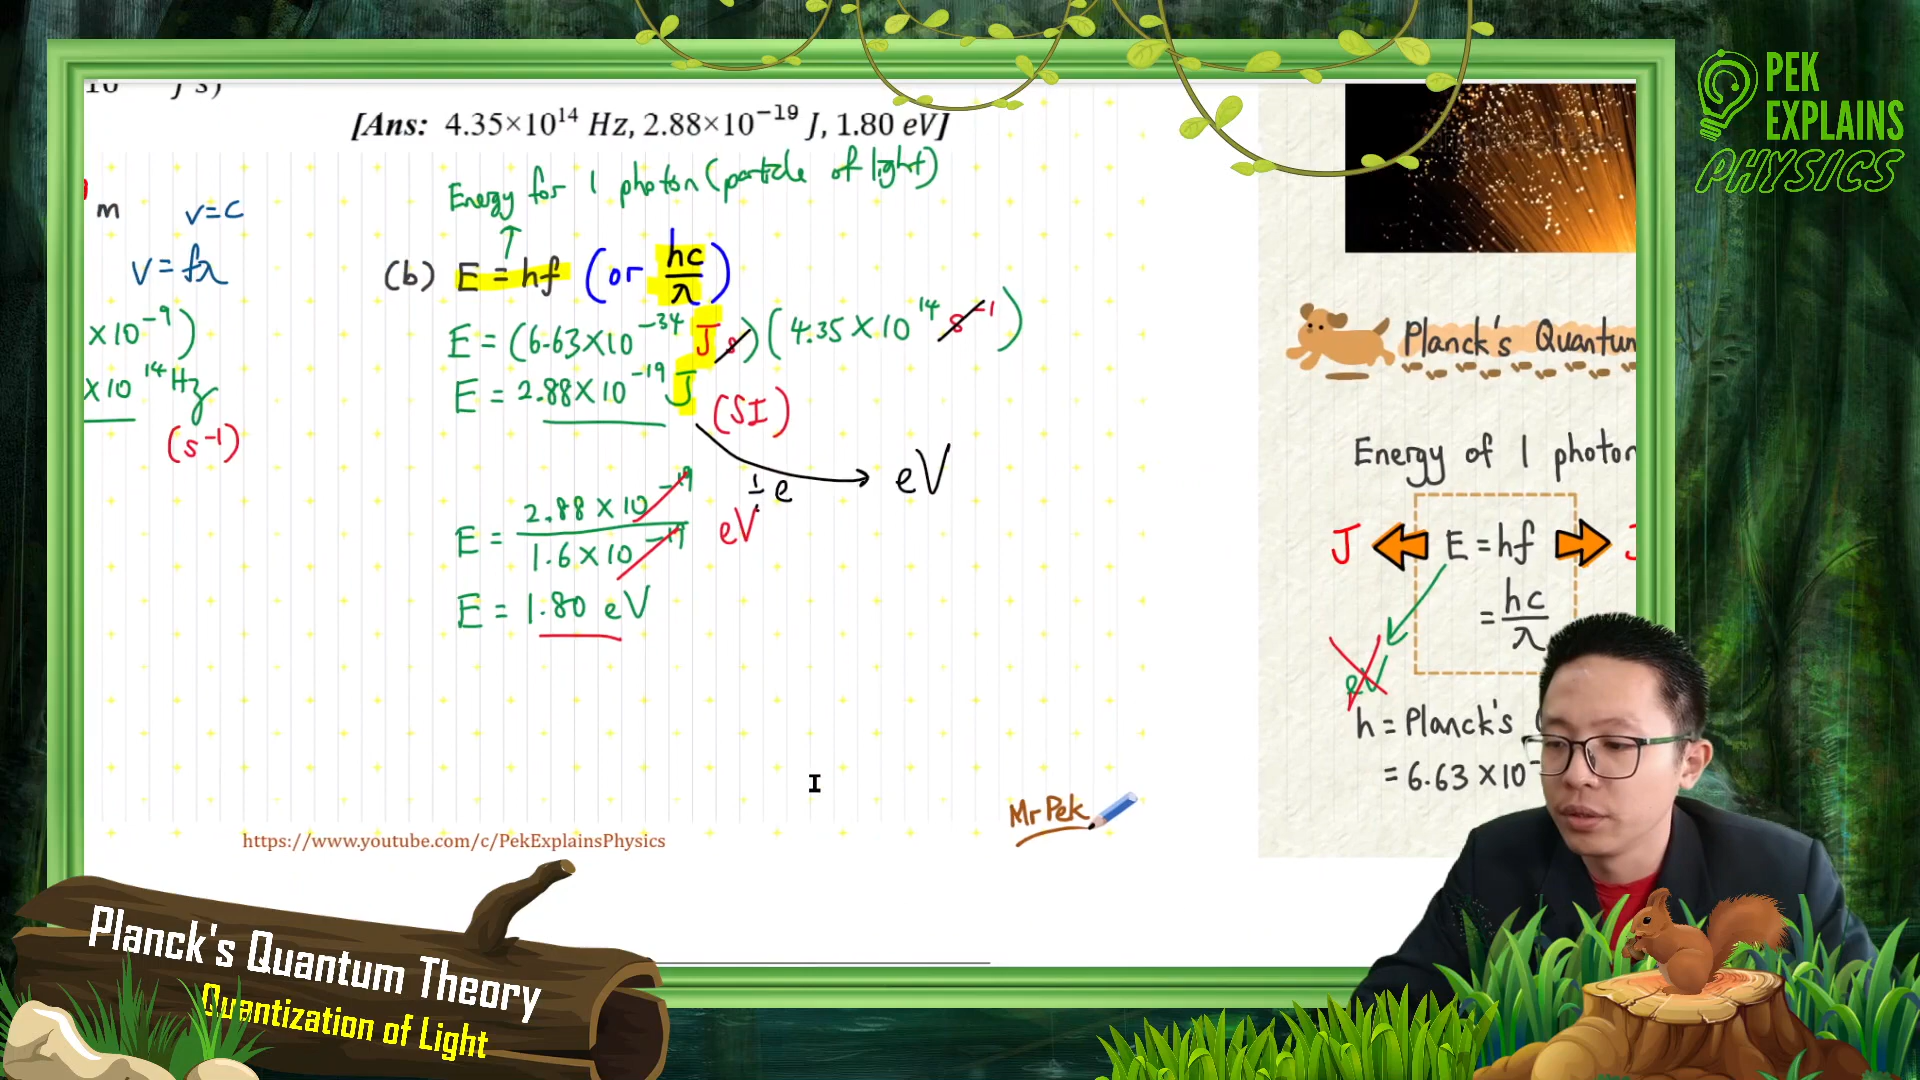 J s)
[Ans: 4.35×10¹⁴ Hz, 2.88×10⁻¹⁹ J, 1.80 eV]
m
v=c
v=fλ
×10⁻⁹)
×10¹⁴Hz
(s⁻¹)
Energy for 1 photon (particle of light)
↑
(b) E = hf (or hc/λ)
E = (6.63×10⁻³⁴ J s)(4.35×10¹⁴ s⁻¹)
E = 2.88×10⁻¹⁹ J
(SI)
÷e
eV
E = 2.88×10⁻¹⁹/1.6×10⁻¹⁹ eV
E = 1.80 eV
Mr Pek
https://www.youtube.com/c/PekExplainsPhysics
Planck's Quantum
Energy of 1 photon
J E = hf J
= hc/λ
eV
h = Planck's
= 6.63×10⁻
PEK
EXPLAINS
PHYSICS
Planck's Quantum Theory
Quantization of Light